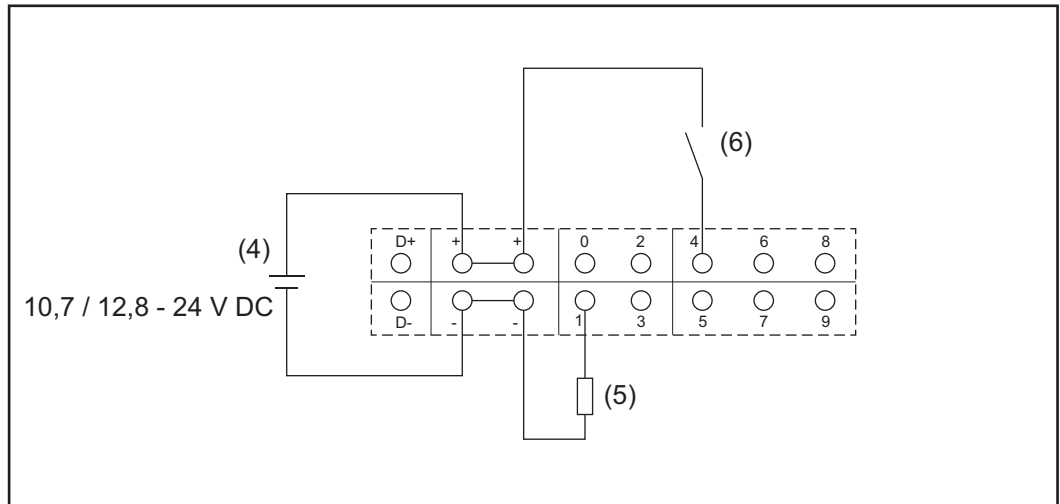 (6)
(4)
10,7 / 12,8 - 24 V DC
D+ + + 0 2 4 6 8
D- - - 1 3 5 7 9
(5)